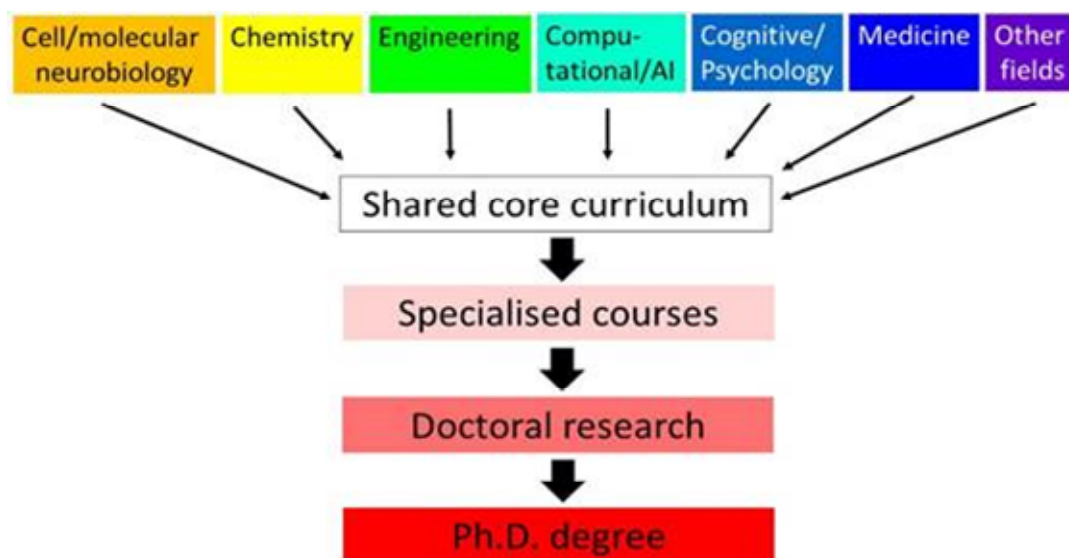 Cell/molecular
neurobiology
Chemistry
Engineering
Compu-
tational/AI
Cognitive/
Psychology
Medicine
Other
fields
Shared core curriculum
Specialised courses
Doctoral research
Ph.D. degree